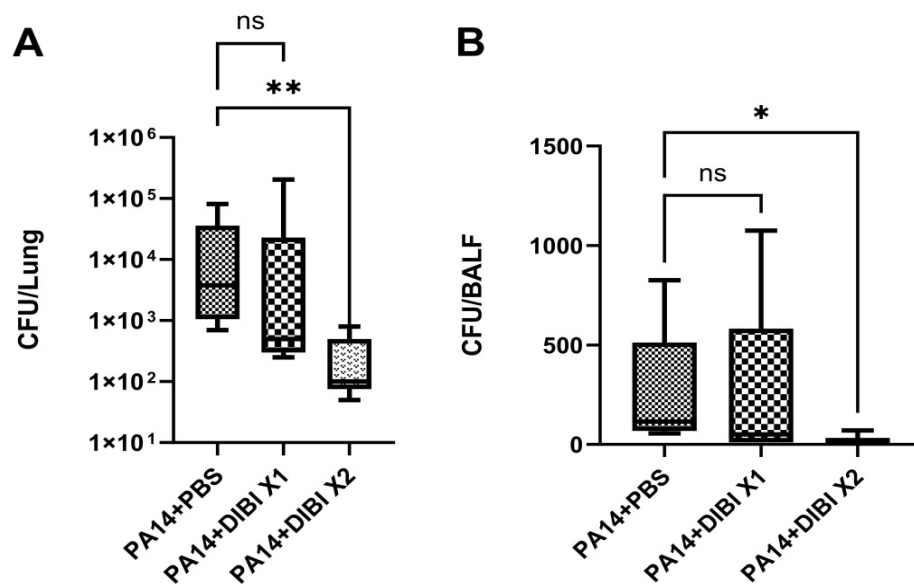 A
ns
**
1×10⁶
1×10⁵
1×10⁴
1×10³
1×10²
1×10¹
CFU/Lung
PA14+PBS
PA14+DIBI X1
PA14+DIBI X2
B
*
ns
1500
1000
500
0
CFU/BALF
PA14+PBS
PA14+DIBI X1
PA14+DIBI X2